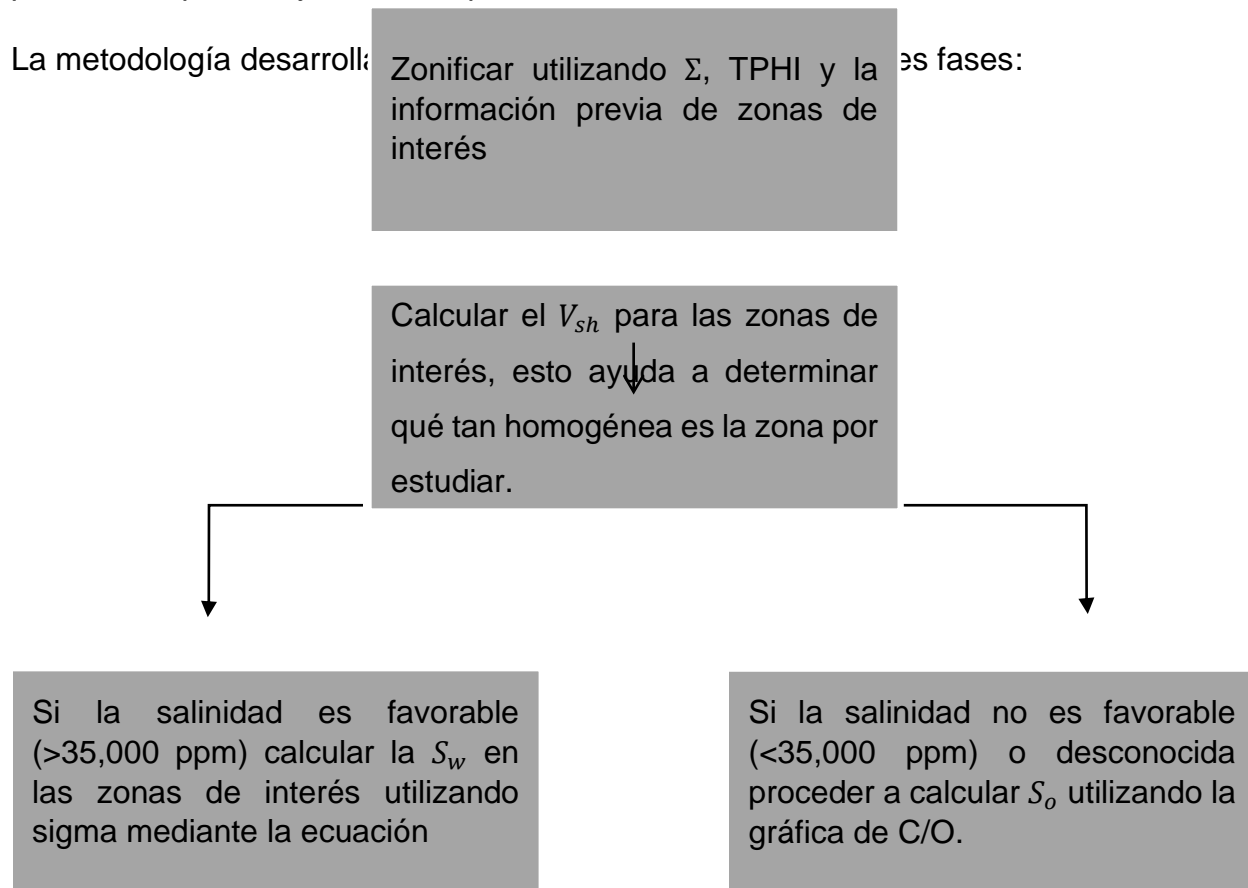 La metodología desarroll es fases:
Zonificar utilizando Σ, TPHI y la
información previa de zonas de
interés
Calcular el V_sh para las zonas de
interés, esto ayuda a determinar
qué tan homogénea es la zona por
estudiar.
Si la salinidad es favorable
(>35,000 ppm) calcular la S_w en
las zonas de interés utilizando
sigma mediante la ecuación
Si la salinidad no es favorable
(<35,000 ppm) o desconocida
proceder a calcular S_o utilizando la
gráfica de C/O.